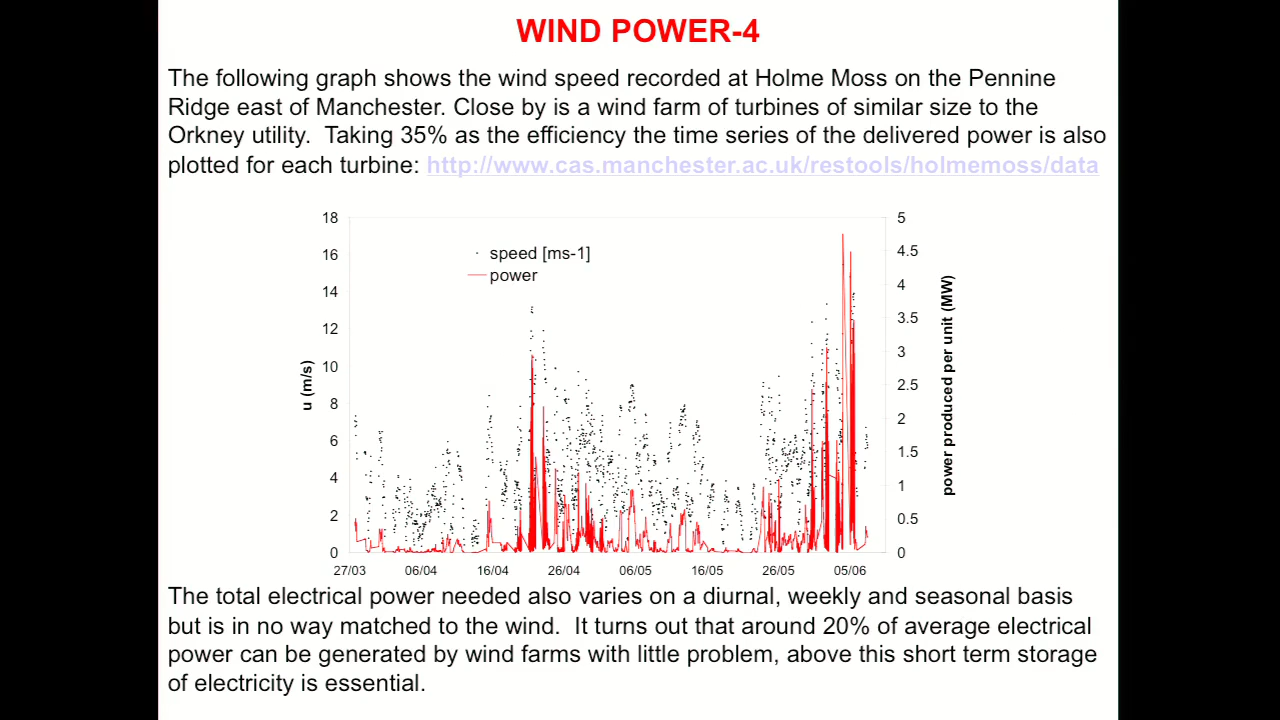 WIND POWER-4
The following graph shows the wind speed recorded at Holme Moss on the Pennine
Ridge east of Manchester. Close by is a wind farm of turbines of similar size to the
Orkney utility.  Taking 35% as the efficiency the time series of the delivered power is also
plotted for each turbine: http://www.cas.manchester.ac.uk/restools/holmemoss/data
18
16
14
12
10
8
6
4
2
0
u (m/s)
speed [ms-1]
power
5
4.5
4
3.5
3
2.5
2
1.5
1
0.5
0
power produced per unit (MW)
27/03 06/04 16/04 26/04 06/05 16/05 26/05 05/06
The total electrical power needed also varies on a diurnal, weekly and seasonal basis
but is in no way matched to the wind.  It turns out that around 20% of average electrical
power can be generated by wind farms with little problem, above this short term storage
of electricity is essential.